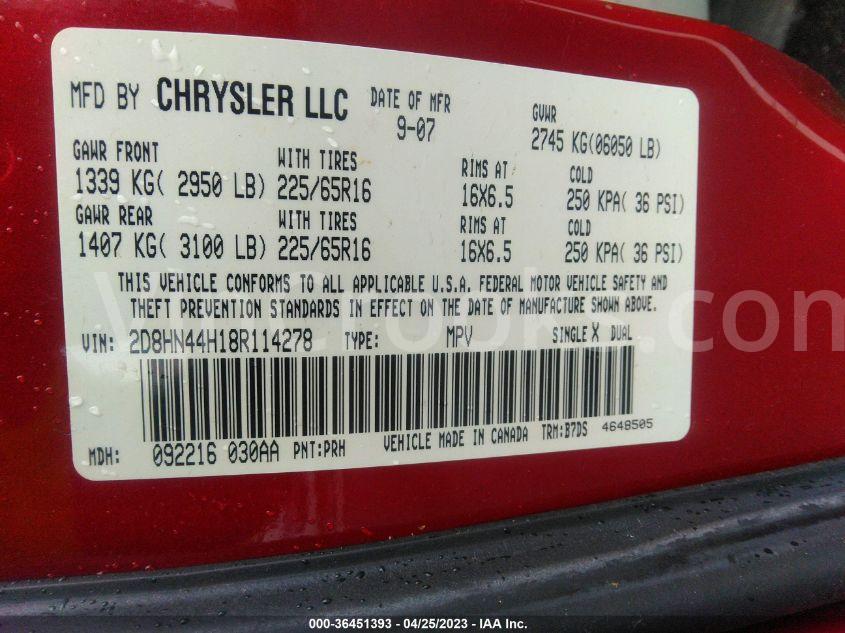 MFD BY CHRYSLER LLC DATE OF MFR 9-07 GVWR 2745 KG(06050 LB)
GAWR FRONT WITH TIRES RIMS AT COLD
1339 KG( 2950 LB) 225/65R16 16X6.5 250 KPA( 36 PSI)
GAWR REAR WITH TIRES RIMS AT COLD
1407 KG( 3100 LB) 225/65R16 16X6.5 250 KPA( 36 PSI)
THIS VEHICLE CONFORMS TO ALL APPLICABLE U.S.A. FEDERAL MOTOR VEHICLE SAFETY AND
THEFT PREVENTION STANDARDS IN EFFECT ON THE DATE OF MANUFACTURE SHOWN ABOVE.
VIN: 2D8HN44H18R114278 TYPE: MPV SINGLE X DUAL
MDH: 092216 030AA PNT:PRH VEHICLE MADE IN CANADA TRM:B7DS 4648505
000-36451393 - 04/25/2023 - IAA Inc.